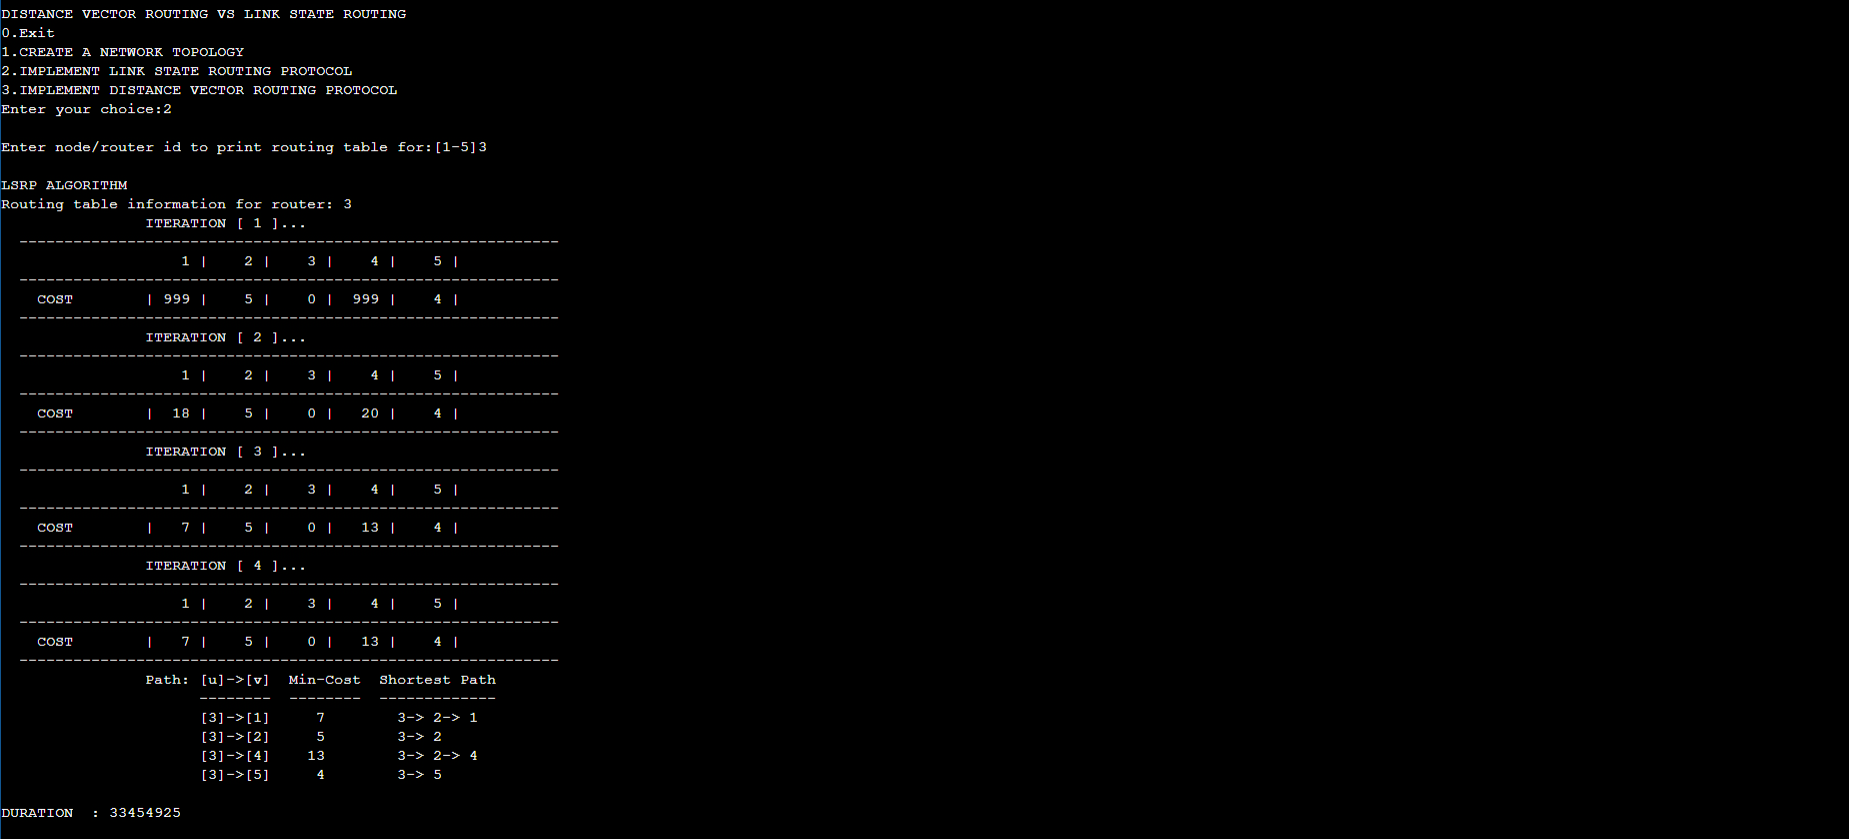 DISTANCE VECTOR ROUTING VS LINK STATE ROUTING
0.Exit
1.CREATE A NETWORK TOPOLOGY
2.IMPLEMENT LINK STATE ROUTING PROTOCOL
3.IMPLEMENT DISTANCE VECTOR ROUTING PROTOCOL
Enter your choice:2
Enter node/router id to print routing table for:[1-5]3
LSRP ALGORITHM
Routing table information for router: 3
ITERATION [ 1 ]...
------------------------------------------------------------
1 | 2 | 3 | 4 | 5 |
------------------------------------------------------------
COST | 999 | 5 | 0 | 999 | 4 |
------------------------------------------------------------
ITERATION [ 2 ]...
------------------------------------------------------------
1 | 2 | 3 | 4 | 5 |
------------------------------------------------------------
COST | 18 | 5 | 0 | 20 | 4 |
------------------------------------------------------------
ITERATION [ 3 ]...
------------------------------------------------------------
1 | 2 | 3 | 4 | 5 |
------------------------------------------------------------
COST | 7 | 5 | 0 | 13 | 4 |
------------------------------------------------------------
ITERATION [ 4 ]...
------------------------------------------------------------
1 | 2 | 3 | 4 | 5 |
------------------------------------------------------------
COST | 7 | 5 | 0 | 13 | 4 |
------------------------------------------------------------
Path: [u]->[v] Min-Cost Shortest Path
-------- -------- -------------
[3]->[1] 7 3-> 2-> 1
[3]->[2] 5 3-> 2
[3]->[4] 13 3-> 2-> 4
[3]->[5] 4 3-> 5
DURATION : 33454925